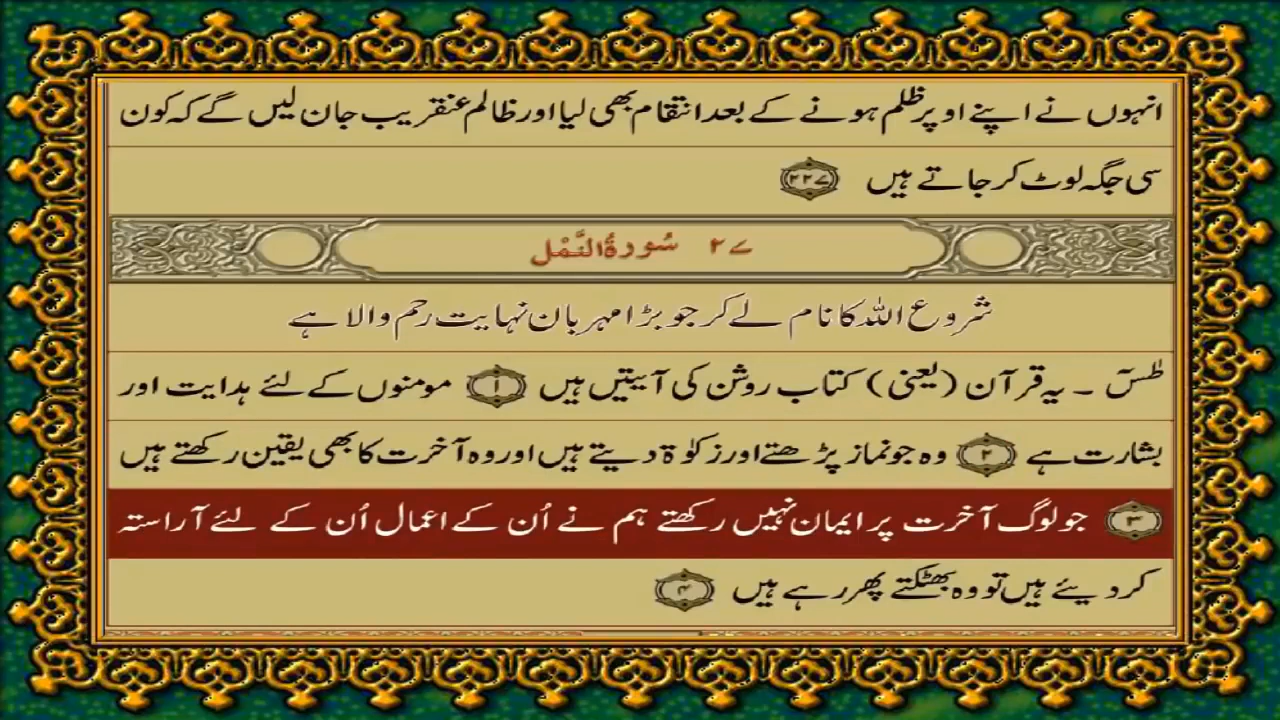 انہوں نے اپنے اوپر ظلم ہونے کے بعد انتقام بھی لیا اور ظالم عنقریب جان لیں گے کہ کون
سی جگہ لوٹ کر جاتے ہیں ۲۲۷
۲۷ سُورۃُ النَّمْل
شروع اللہ کا نام لے کر جو بڑا مہربان نہایت رحم والا ہے
طٰسٓ ۔ یہ قرآن (یعنی) کتاب روشن کی آیتیں ہیں ۱ مومنوں کے لئے ہدایت اور
بشارت ہے ۲ وہ جو نماز پڑھتے اور زکوٰۃ دیتے ہیں اور وہ آخرت کا بھی یقین رکھتے ہیں
۳ جو لوگ آخرت پر ایمان نہیں رکھتے ہم نے اُن کے اعمال اُن کے لئے آراستہ
کر دیئے ہیں تو وہ بھٹکتے پھر رہے ہیں ۴